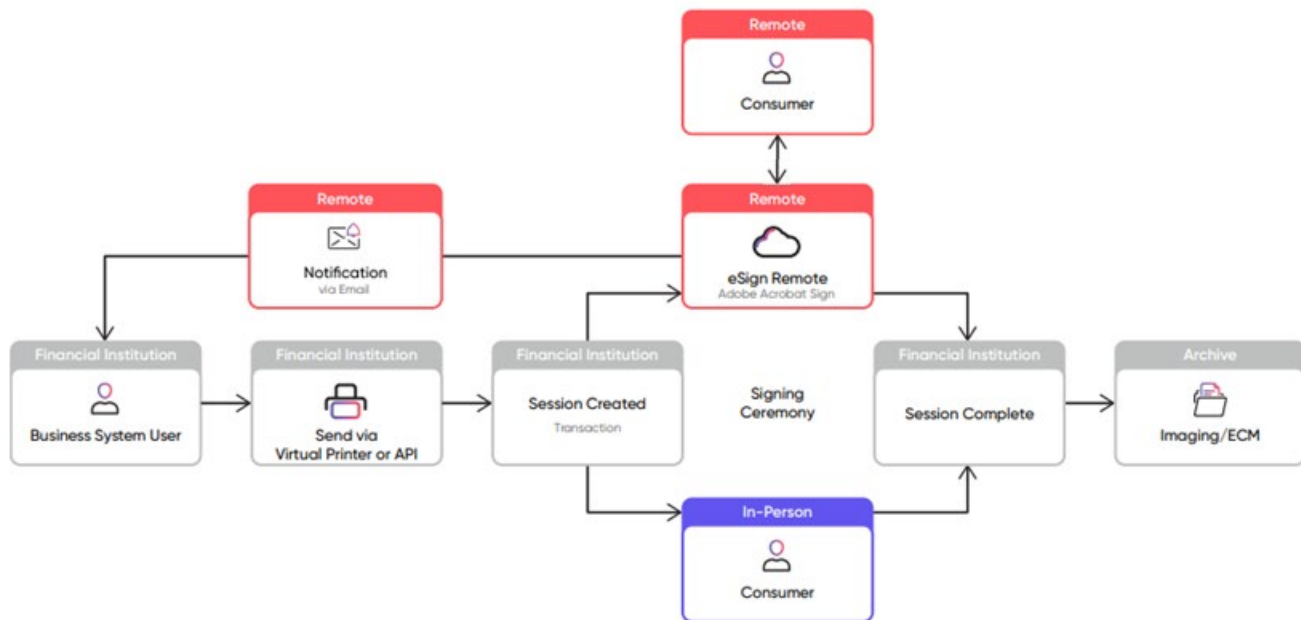 Remote
Consumer
Remote
Notification
via Email
Remote
eSign Remote
Adobe Acrobat Sign
Financial Institution
Business System User
Financial Institution
Send via
Virtual Printer or API
Financial Institution
Session Created
Transaction
Signing
Ceremony
Financial Institution
Session Complete
Archive
Imaging/ECM
In-Person
Consumer